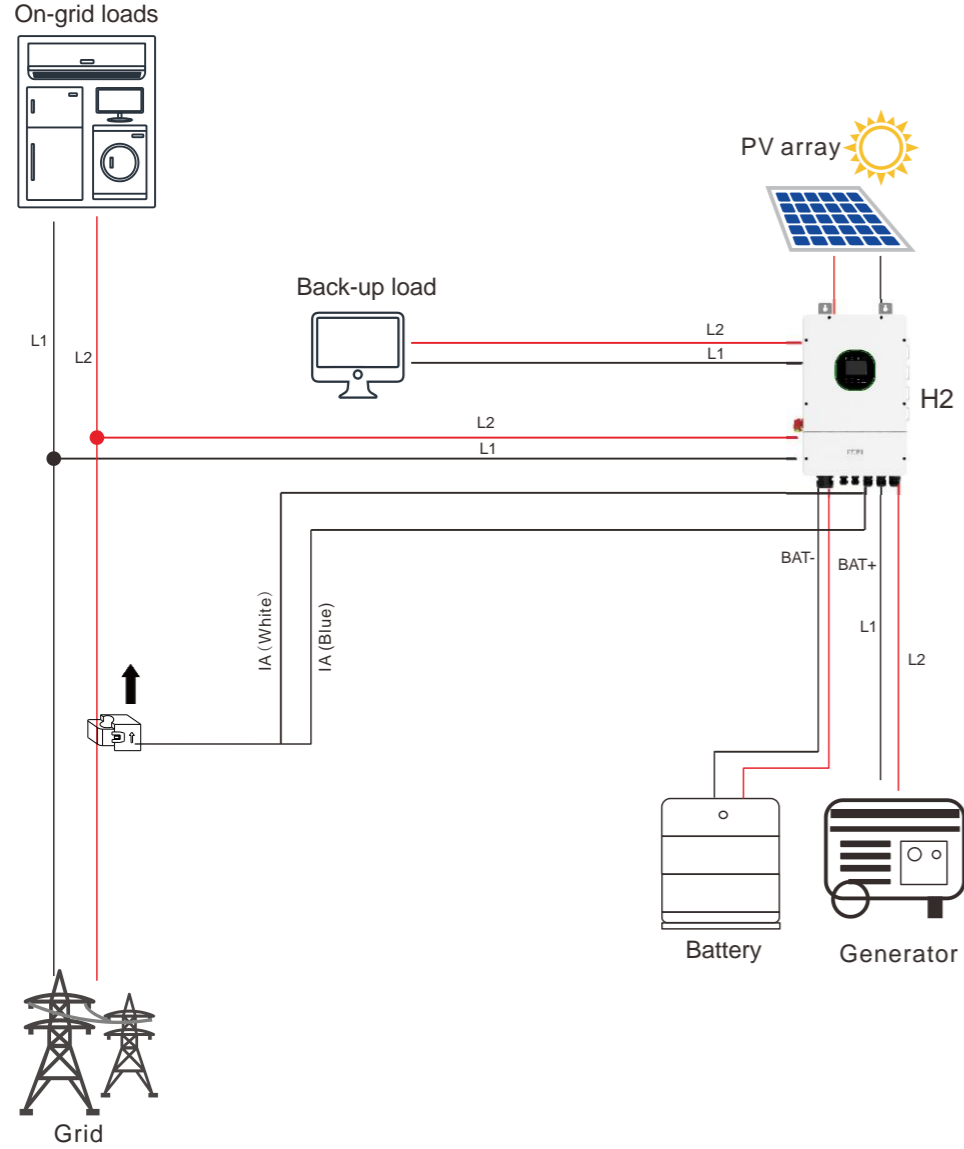 On-grid loads
PV array
Back-up load
L1
L2
L2
L1
H2
L2
L1
IA (White)
IA (Blue)
BAT-
BAT+
L1
L2
Battery
Generator
Grid